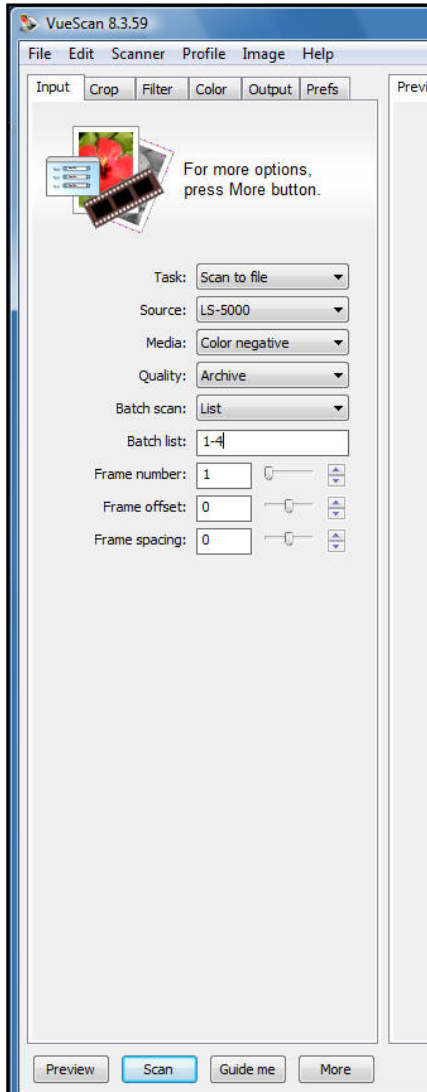 VueScan 8.3.59
File Edit Scanner Profile Image Help
Input Crop Filter Color Output Prefs
For more options,
press More button.
Task: Scan to file
Source: LS-5000
Media: Color negative
Quality: Archive
Batch scan: List
Batch list: 1-4
Frame number: 1
Frame offset: 0
Frame spacing: 0
Preview Scan Guide me More